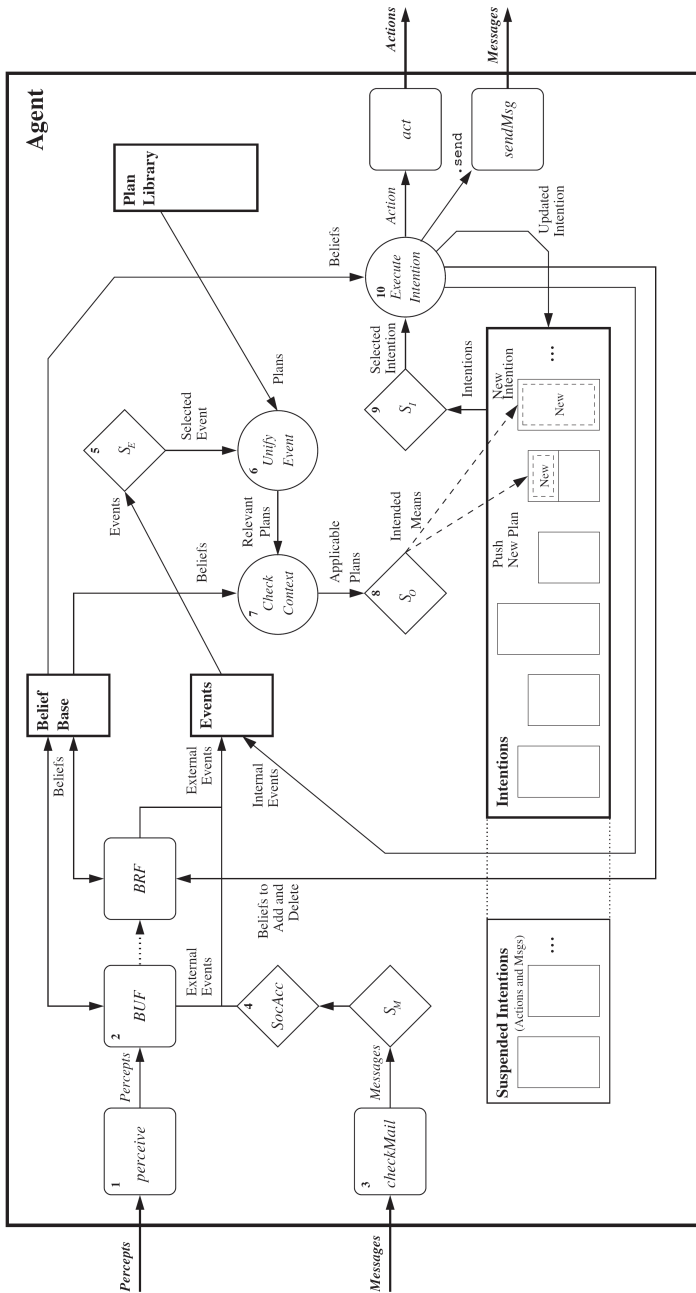 Agent
Percepts
1
perceive
Percepts
2
BUF
BRF
Beliefs
Belief
Base
Beliefs
Beliefs
Plan
Library
Plans
External
Events
External
Events
Events
Events
5
S_E
Selected
Event
6
Unify
Event
Relevant
Plans
7
Check
Context
Applicable
Plans
8
S_O
Intended
Means
Internal
Events
Beliefs to
Add and
Delete
4
SocAcc
S_M
Messages
3
checkMail
Messages
Suspended Intentions
(Actions and Msgs)
...
Intentions
Push
New Plan
New
New
Intention
New
...
Intentions
9
S_I
Selected
Intention
10
Execute
Intention
Updated
Intention
Action
act
Actions
.send
sendMsg
Messages